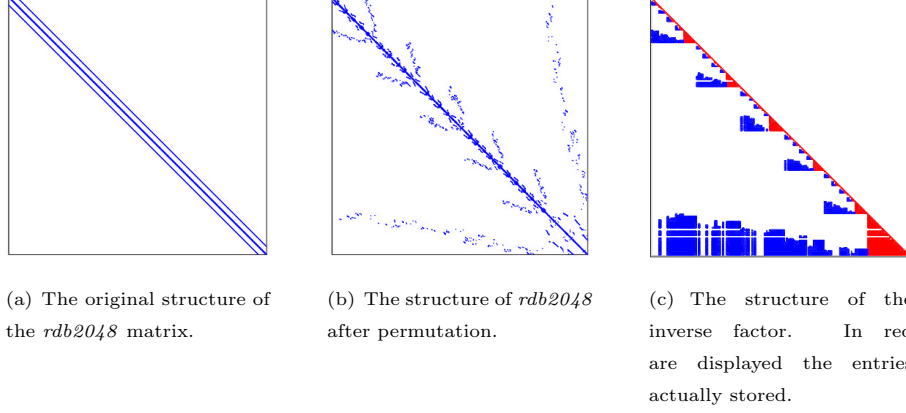 (a) The original structure of
the rdb2048 matrix.
(b) The structure of rdb2048
after permutation.
(c) The structure of the
inverse factor. In red
are displayed the entries
actually stored.